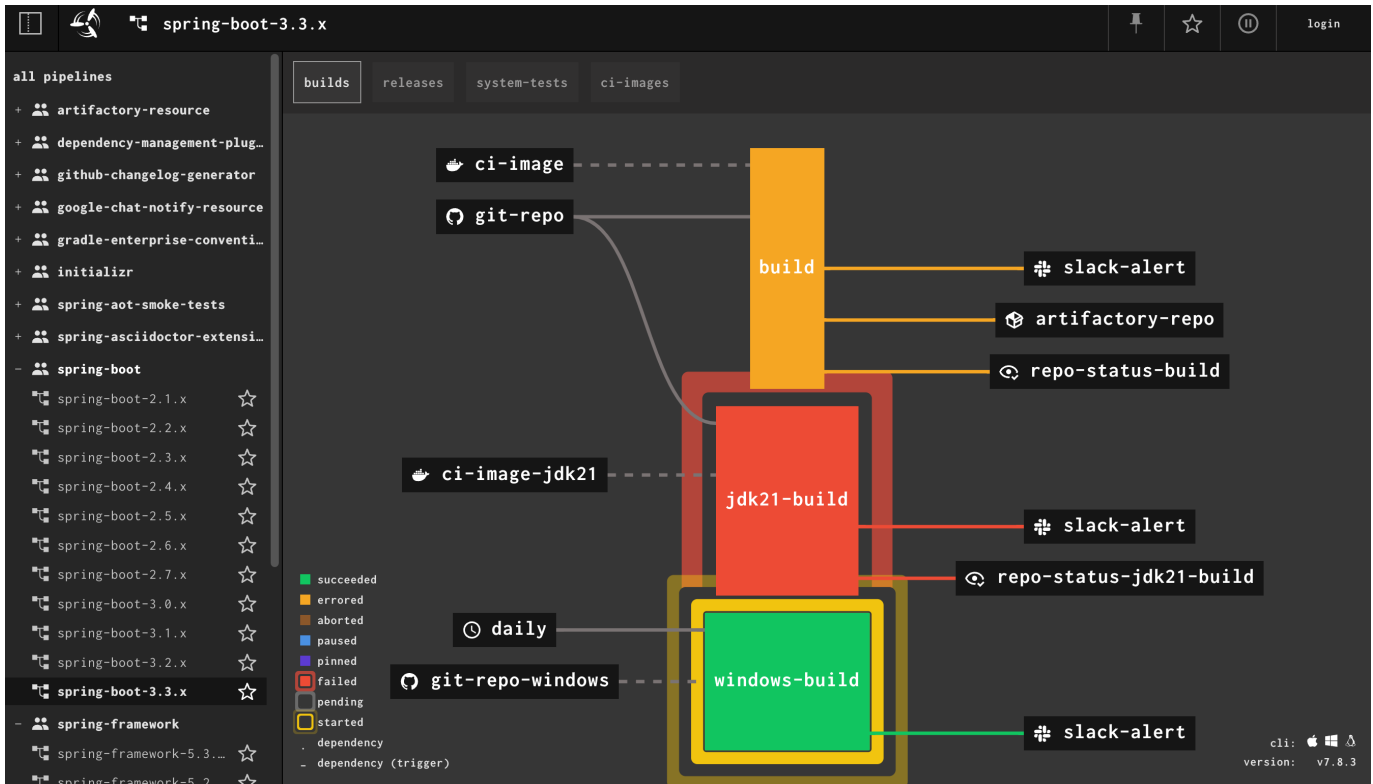 spring-boot-3.3.x
login
all pipelines
+ artifactory-resource
+ dependency-management-plug…
+ github-changelog-generator
+ google-chat-notify-resource
+ gradle-enterprise-conventi…
+ initializr
+ spring-aot-smoke-tests
+ spring-asciidoctor-extensi…
- spring-boot
spring-boot-2.1.x
spring-boot-2.2.x
spring-boot-2.3.x
spring-boot-2.4.x
spring-boot-2.5.x
spring-boot-2.6.x
spring-boot-2.7.x
spring-boot-3.0.x
spring-boot-3.1.x
spring-boot-3.2.x
spring-boot-3.3.x
- spring-framework
spring-framework-5.3.…
spring-framework-5.2
builds releases system-tests ci-images
ci-image
git-repo
build
slack-alert
artifactory-repo
repo-status-build
ci-image-jdk21
jdk21-build
slack-alert
repo-status-jdk21-build
daily
git-repo-windows
windows-build
slack-alert
succeeded
errored
aborted
paused
pinned
failed
pending
started
. dependency
- dependency (trigger)
cli:
version: v7.8.3